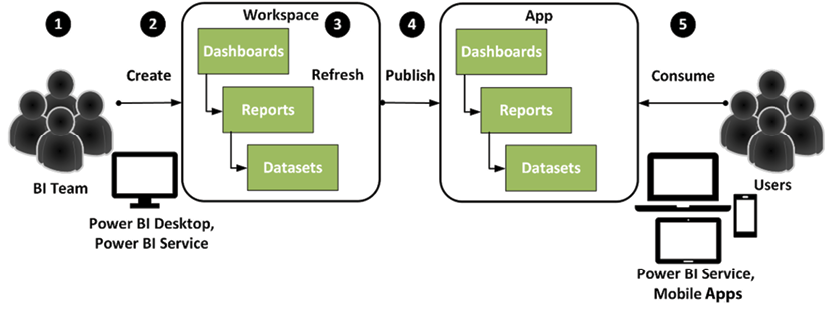 1
2
Workspace
3
4
App
5
Dashboards
Dashboards
Create
Refresh
Publish
Consume
Reports
Reports
Datasets
Datasets
BI Team
Users
Power BI Desktop,
Power BI Service
Power BI Service,
Mobile Apps